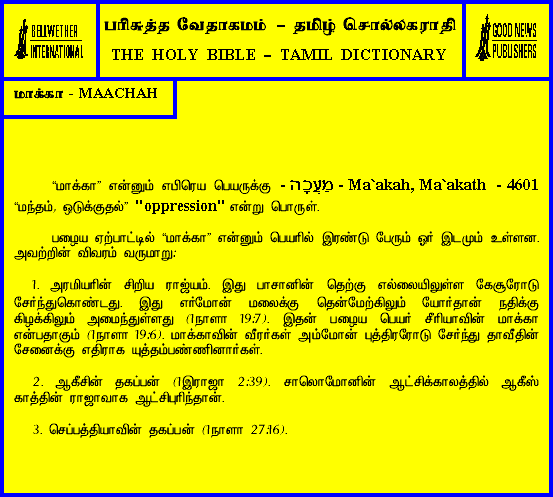 BELLWETHER
INTERNATIONAL
பரிசுத்த வேதாகமம் – தமிழ் சொல்லகராதி
THE HOLY BIBLE – TAMIL DICTIONARY
GOOD NEWS
PUBLISHERS
மாக்கா - MAACHAH
“மாக்கா” என்னும் எபிரெய பெயருக்கு - מַעֲכָה - Ma`akah, Ma`akath - 4601
“மந்தம், ஒடுக்குதல்” "oppression" என்று பொருள்.
பழைய ஏற்பாட்டில் “மாக்கா” என்னும் பெயரில் இரண்டு பேரும் ஓர் இடமும் உள்ளன.
அவற்றின் விவரம் வருமாறு:
1. அரமியரின் சிறிய ராஜ்யம். இது பாசானின் தெற்கு எல்லையிலுள்ள கேசூரோடு
சேர்ந்துகொண்டது. இது எர்மோன் மலைக்கு தென்மேற்கிலும் யோர்தான் நதிக்கு
கிழக்கிலும் அமைந்துள்ளது (1நாளா 19:7). இதன் பழைய பெயர் சீரியாவின் மாக்கா
என்பதாகும் (1நாளா 19:6). மாக்காவின் வீரர்கள் அம்மோன் புத்திரரோடு சேர்ந்து தாவீதின்
சேனைக்கு எதிராக யுத்தம்பண்ணினார்கள்.
2. ஆகீசின் தகப்பன் (1இராஜா 2:39). சாலொமோனின் ஆட்சிக்காலத்தில் ஆகீஸ்
காத்தின் ராஜாவாக ஆட்சிபுரிந்தான்.
3. செப்பத்தியாவின் தகப்பன் (1நாளா 27:16).